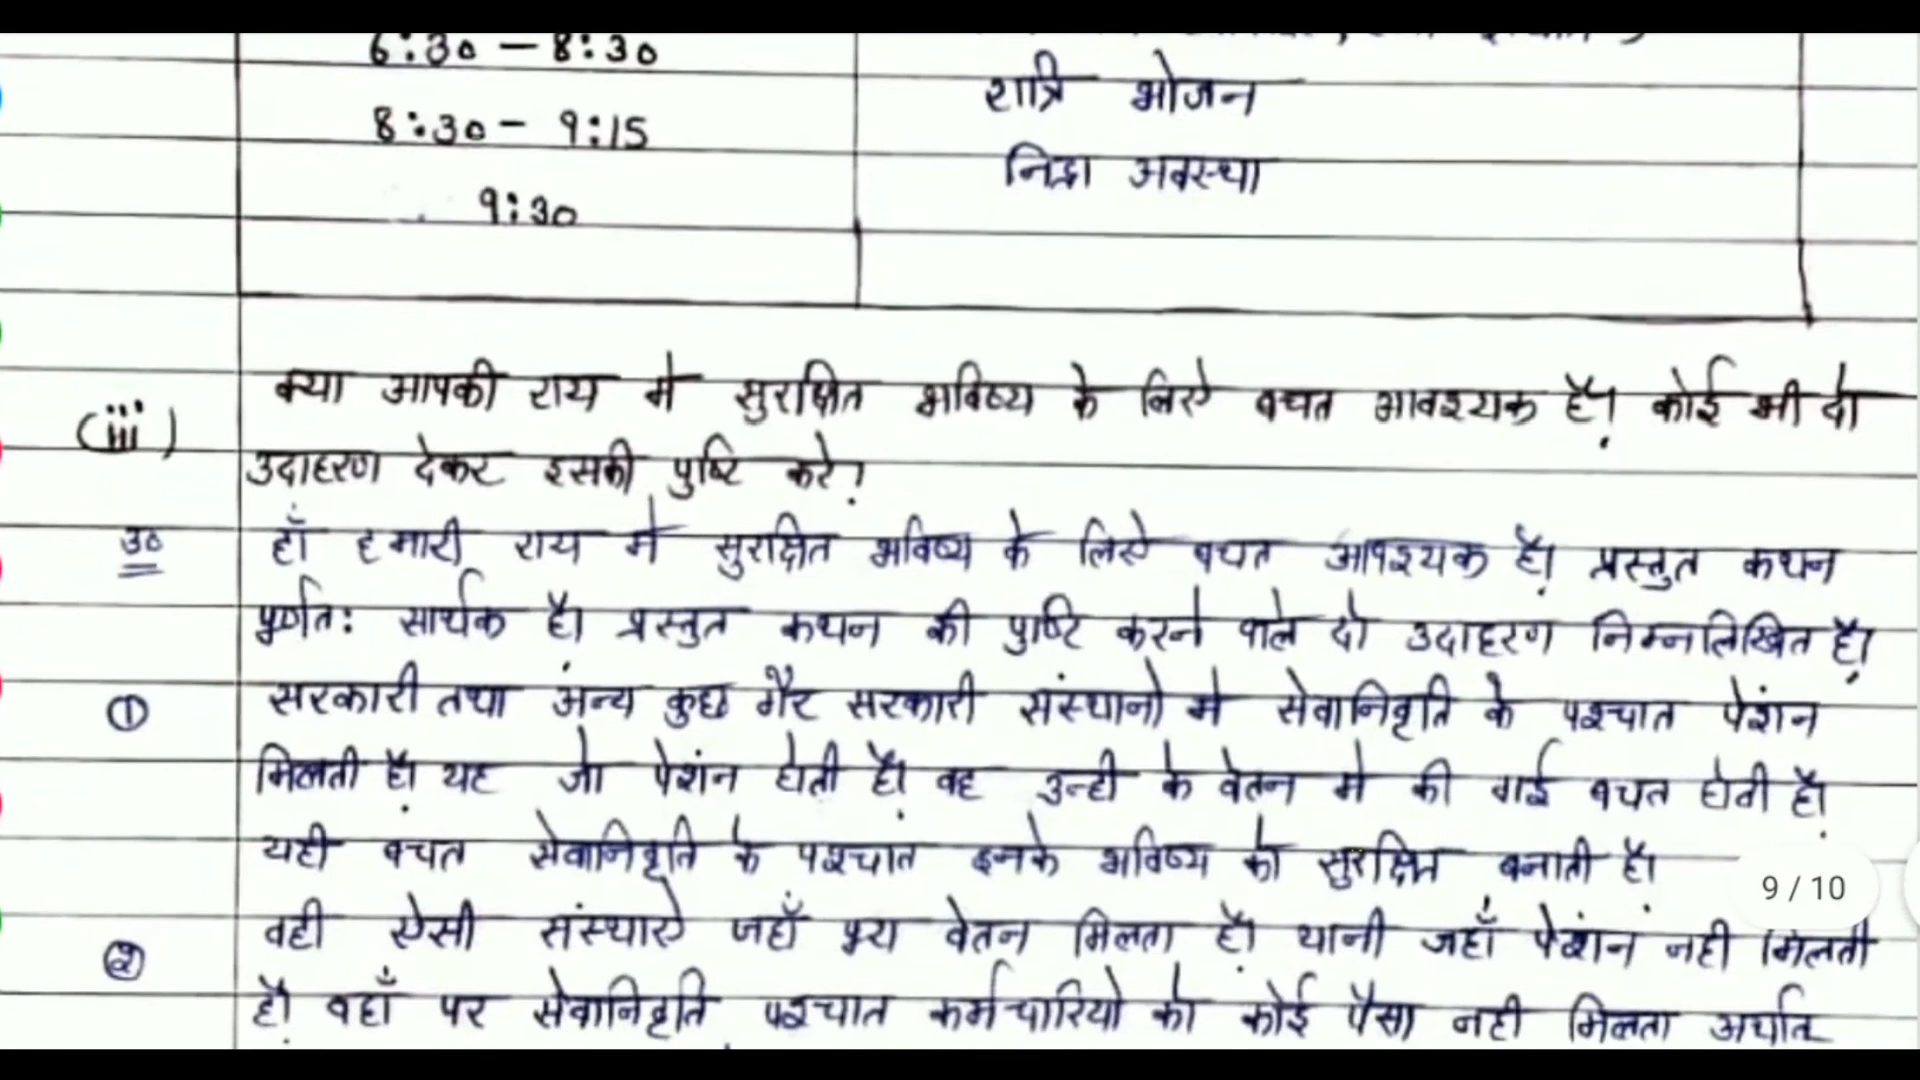 6:30 – 8:30
8:30 – 9:15 रात्रि भोजन
9:30 निद्रा अवस्था
(iii) क्या आपकी राय मे सुरक्षित भविष्य के लिऐ बचत आवश्यक है। कोई भी दो
उदाहरण देकर इसकी पुष्टि करे?
उ० हाँ हमारी राय मे सुरक्षित भविष्य के लिऐ बचत आवश्यक है। प्रस्तुत कथन
पूर्णत: सार्थक है। प्रस्तुत कथन की पुष्टि करने वाले दो उदाहरण निम्नलिखित है।
① सरकारी तथा अंन्य कुछ गैर सरकारी संस्थानो मे सेवानिवृति के पश्चात पेंशन
मिलती है। यह जो पेशंन होती है। वह उन्ही के वेतन मे की गई बचत होती है।
यही बचत सेवानिवृति के पश्चात इनके भविष्य को सुरक्षित बनाती है।
② वही ऐसी संस्थाऐ जहाँ पूरा वेतन मिलता है। यानी जहाँ पेशंन नही मिलती
है। वहाँ पर सेवानिवृति पश्चात कर्मचारियो को कोई पैसा नही मिलता अर्थात
9 / 10